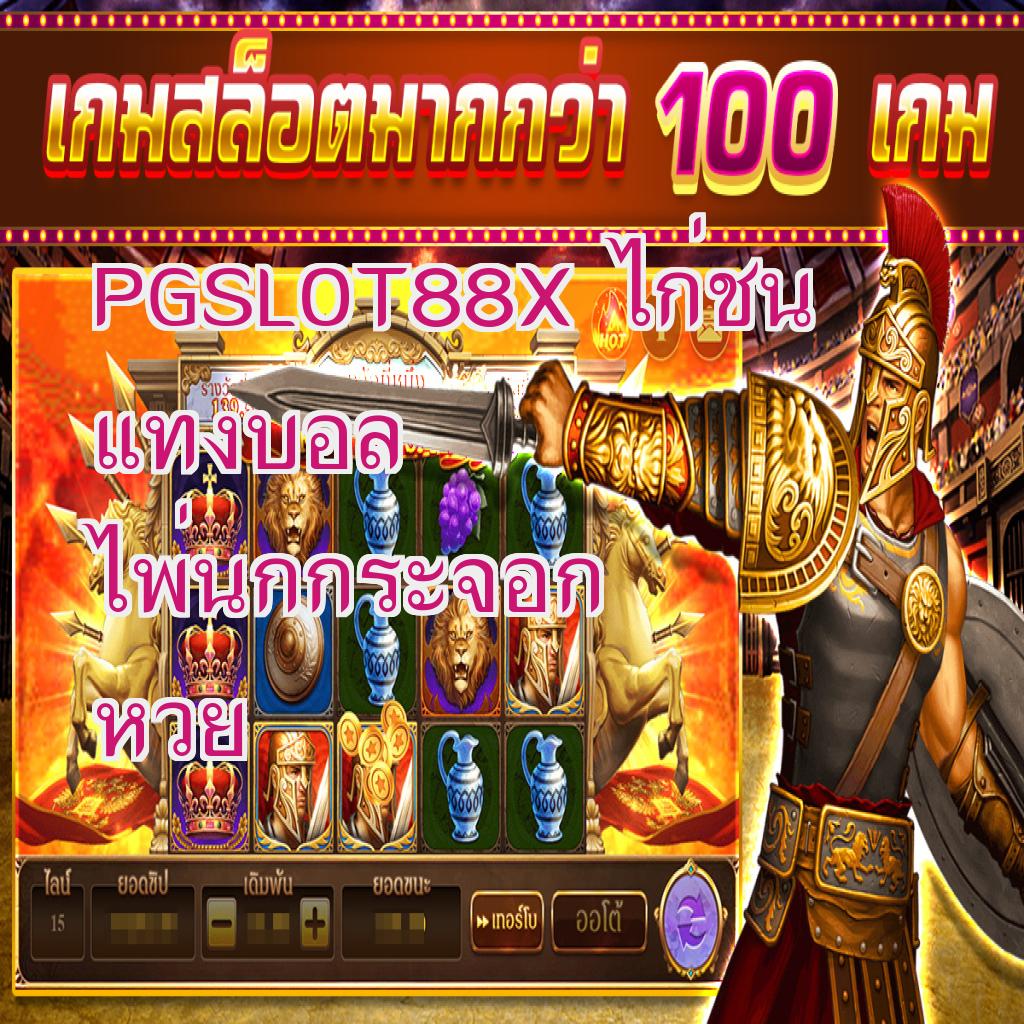 เกมสล็อตมากกว่า 100 เกม
PGSLOT88X ไก่ชน
HOT
แทงบอล
ไพ่นกกระจอก
หวย
ไลน์ ยอดชิป เดิมพัน ยอดชนะ
15 เทอร์โบ ออโต้